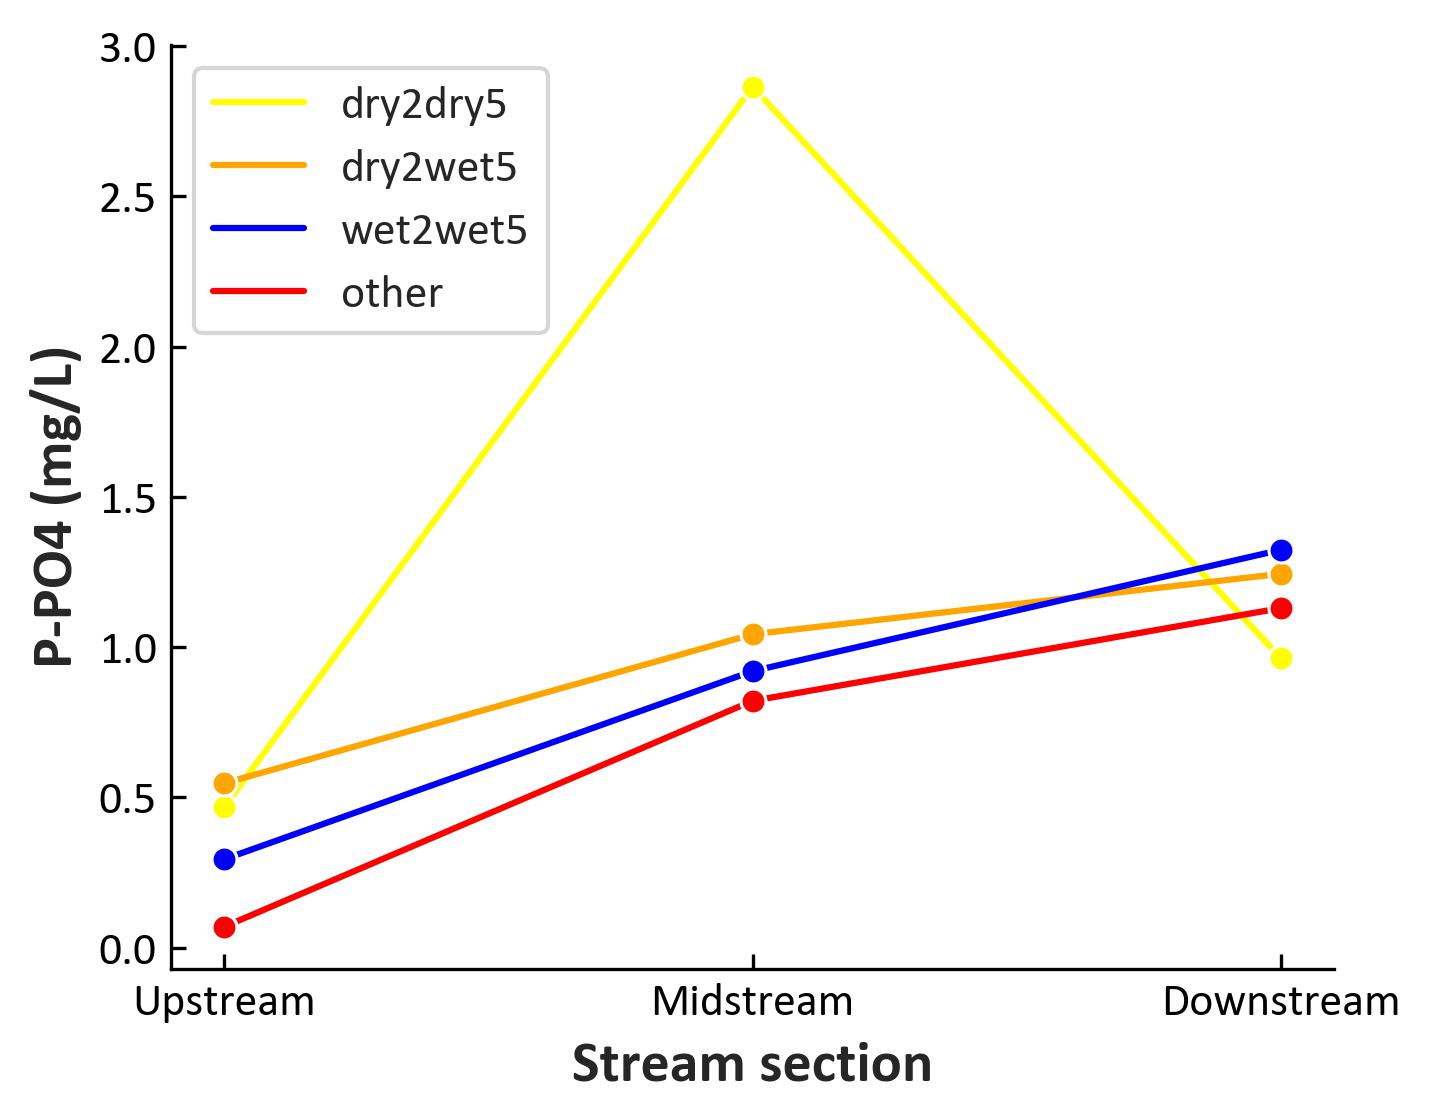 3.0
dry2dry5
dry2wet5
2.5
wet2wet5
other
2.0
P-PO4 (mg/L)
1.5
1.0
0.5
0.0
Upstream Midstream Downstream
Stream section